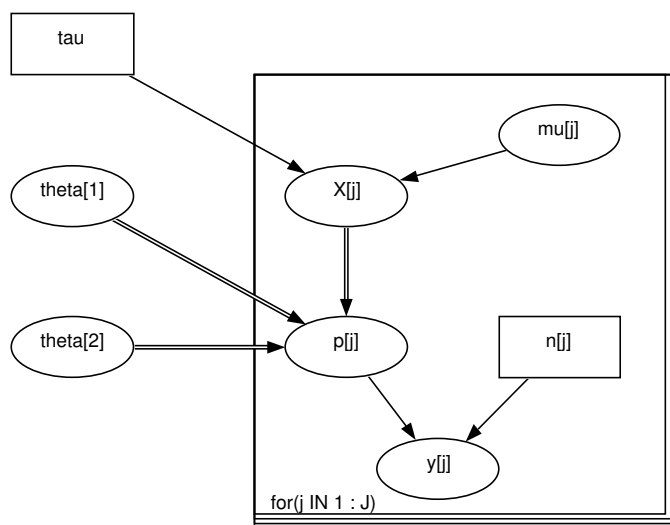 tau
mu[j]
theta[1]
X[j]
theta[2]
p[j]
n[j]
y[j]
for(j IN 1 : J)